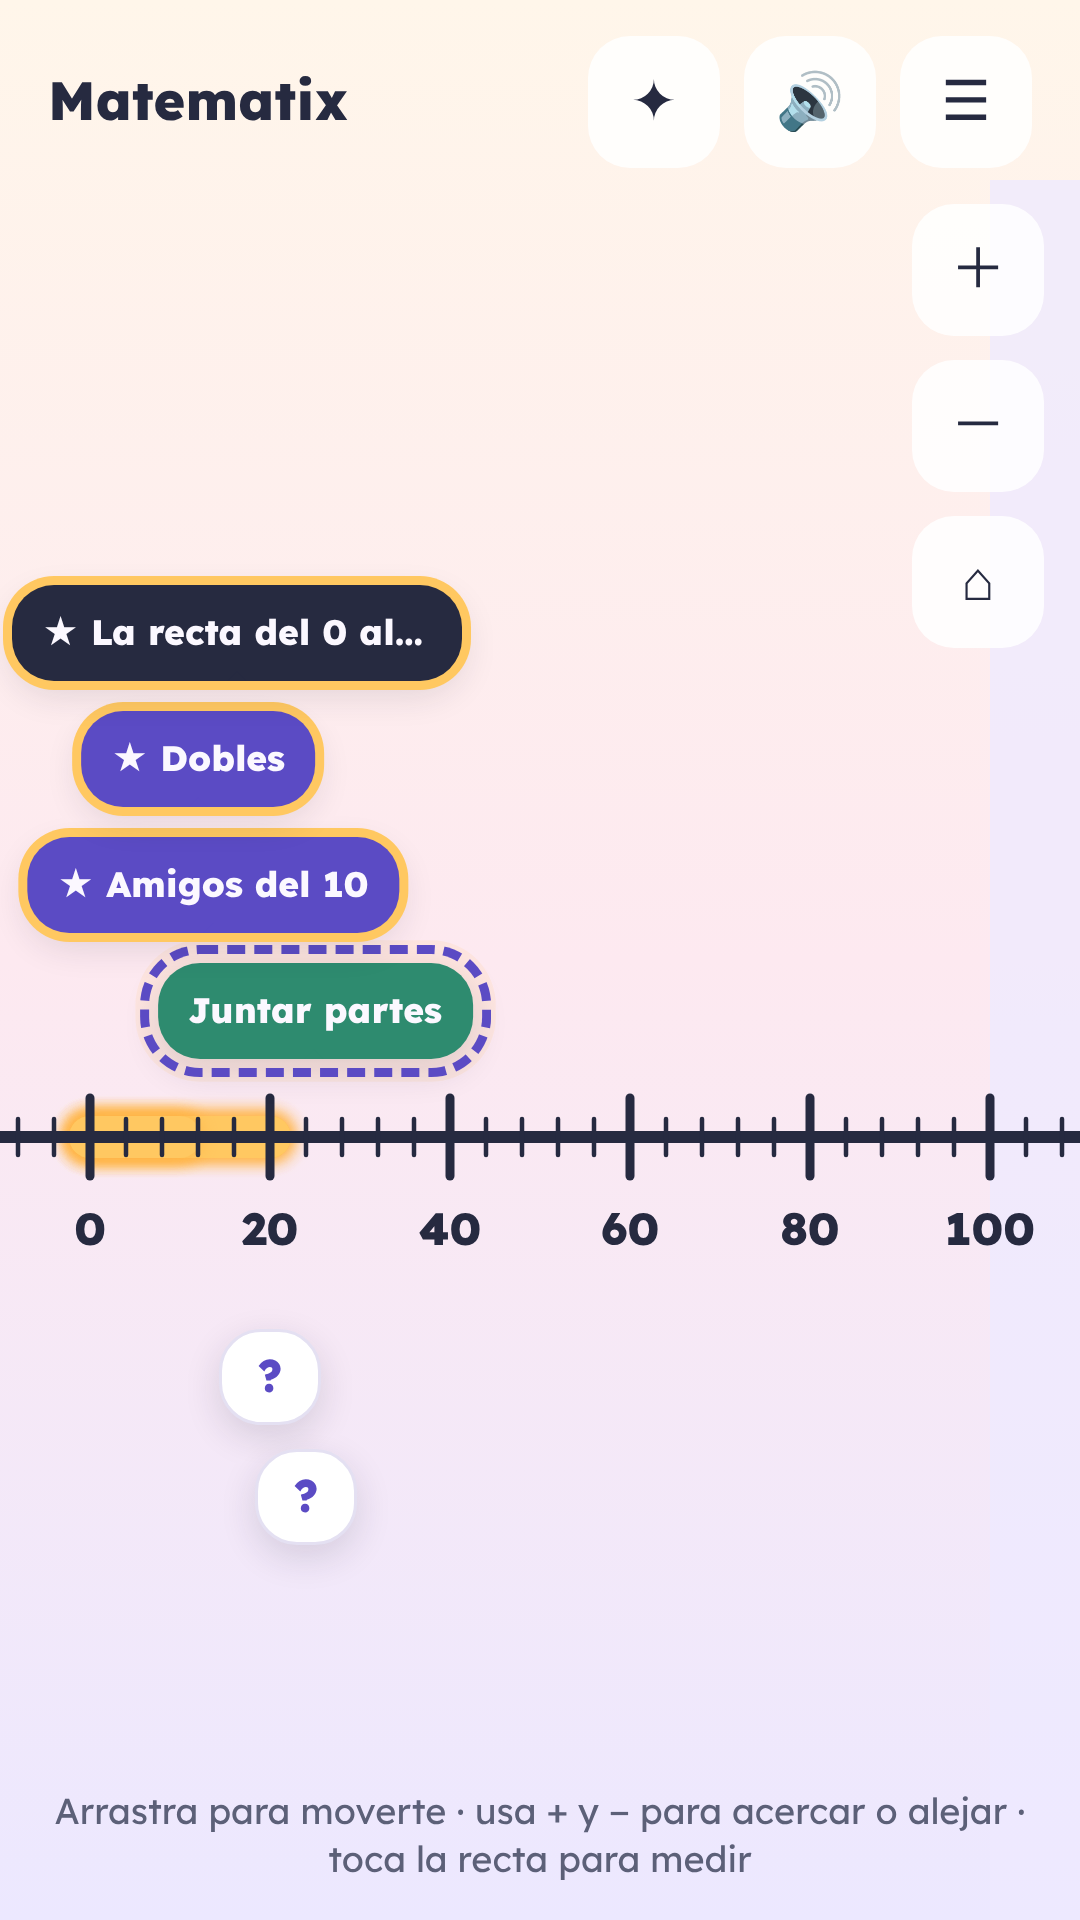 Matematix
★ La recta del 0 al...
★ Dobles
★ Amigos del 10
Juntar partes
0 20 40 60 80 100
?
?
Arrastra para moverte · usa + y − para acercar o alejar ·
toca la recta para medir